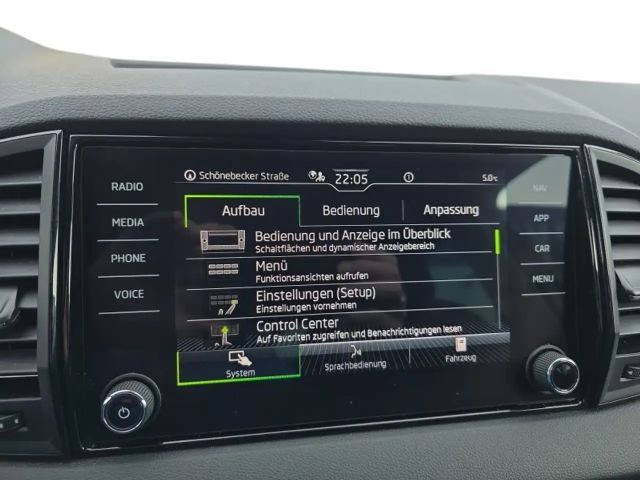 Schönebecker Straße 22:05 5.0°C
RADIO
MEDIA
PHONE
VOICE
Aufbau Bedienung Anpassung
Bedienung und Anzeige im Überblick
Schaltflächen und dynamischer Anzeigebereich
Menü
Funktionsansichten aufrufen
Einstellungen (Setup)
Einstellungen vornehmen
Control Center
Auf Favoriten zugreifen und Benachrichtigungen lesen
System Sprachbedienung Fahrzeug
NAV
APP
CAR
MENU